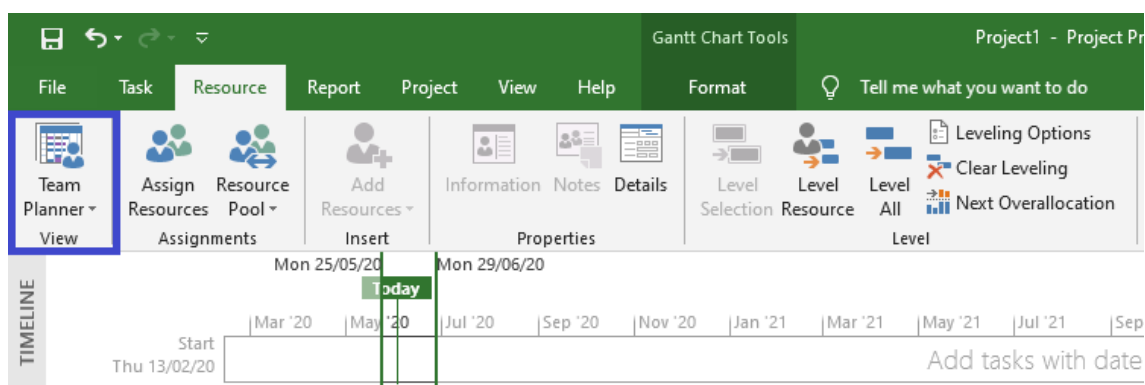 Gantt Chart Tools Project1 - Project Pr
File Task Resource Report Project View Help Format Tell me what you want to do
Team Planner
Assign Resources
Resource Pool
Add Resources
Information
Notes
Details
Level Selection
Level Resource
Level All
Leveling Options
Clear Leveling
Next Overallocation
View Assignments Insert Properties Level
Mon 25/05/20 Mon 29/06/20
Today
Mar '20 May '20 Jul '20 Sep '20 Nov '20 Jan '21 Mar '21 May '21 Jul '21 Sep
TIMELINE
Start
Thu 13/02/20
Add tasks with date